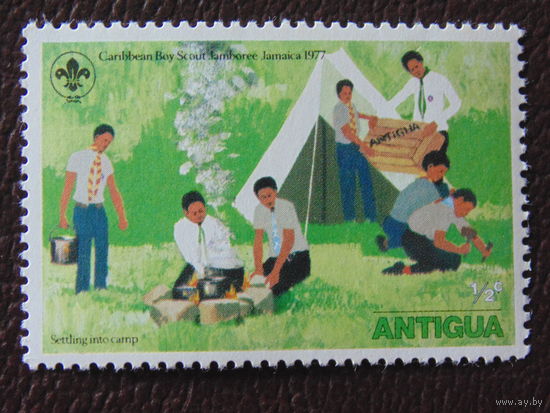 Caribbean Boy Scout Jamboree Jamaica 1977
ANTIGUA
1/2c
ANTIGUA
Settling into camp
www.ay.by